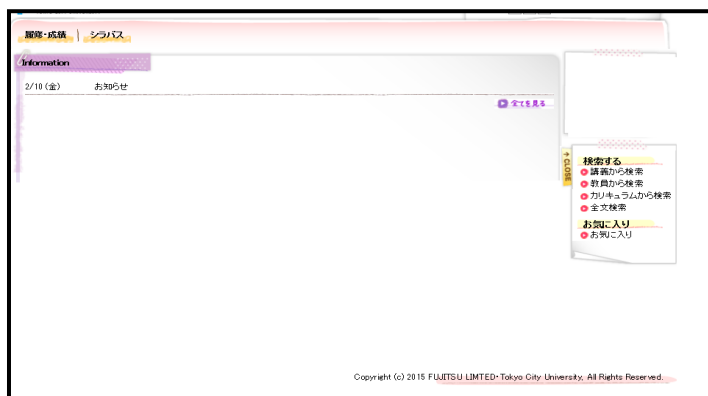 履修・成績 | シラバス
Information
2/10(金) お知らせ
全てを見る
↑CLOSE
検索する
講義から検索
教員から検索
カリキュラムから検索
全文検索
お気に入り
お気に入り
Copyright (c) 2015 FUJITSU LIMTED・Tokyo City University, All Rights Reserved.